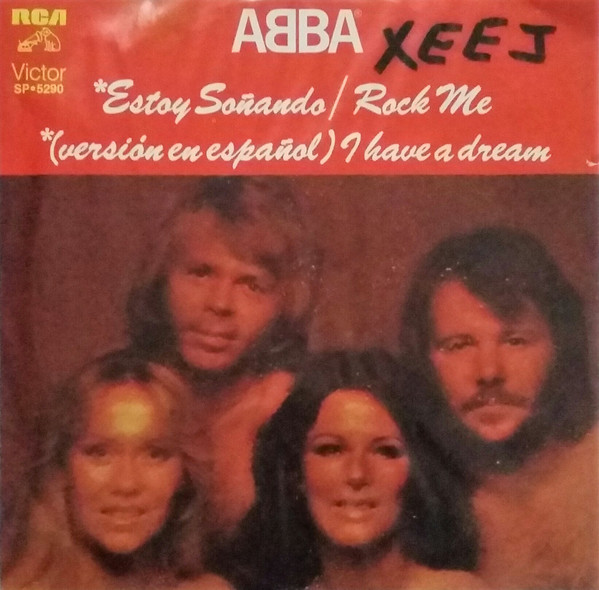 RCA
Victor
SP•5290
ABBA®
XEEJ
*Estoy Soñando/Rock Me
*(versión en español) I have a dream